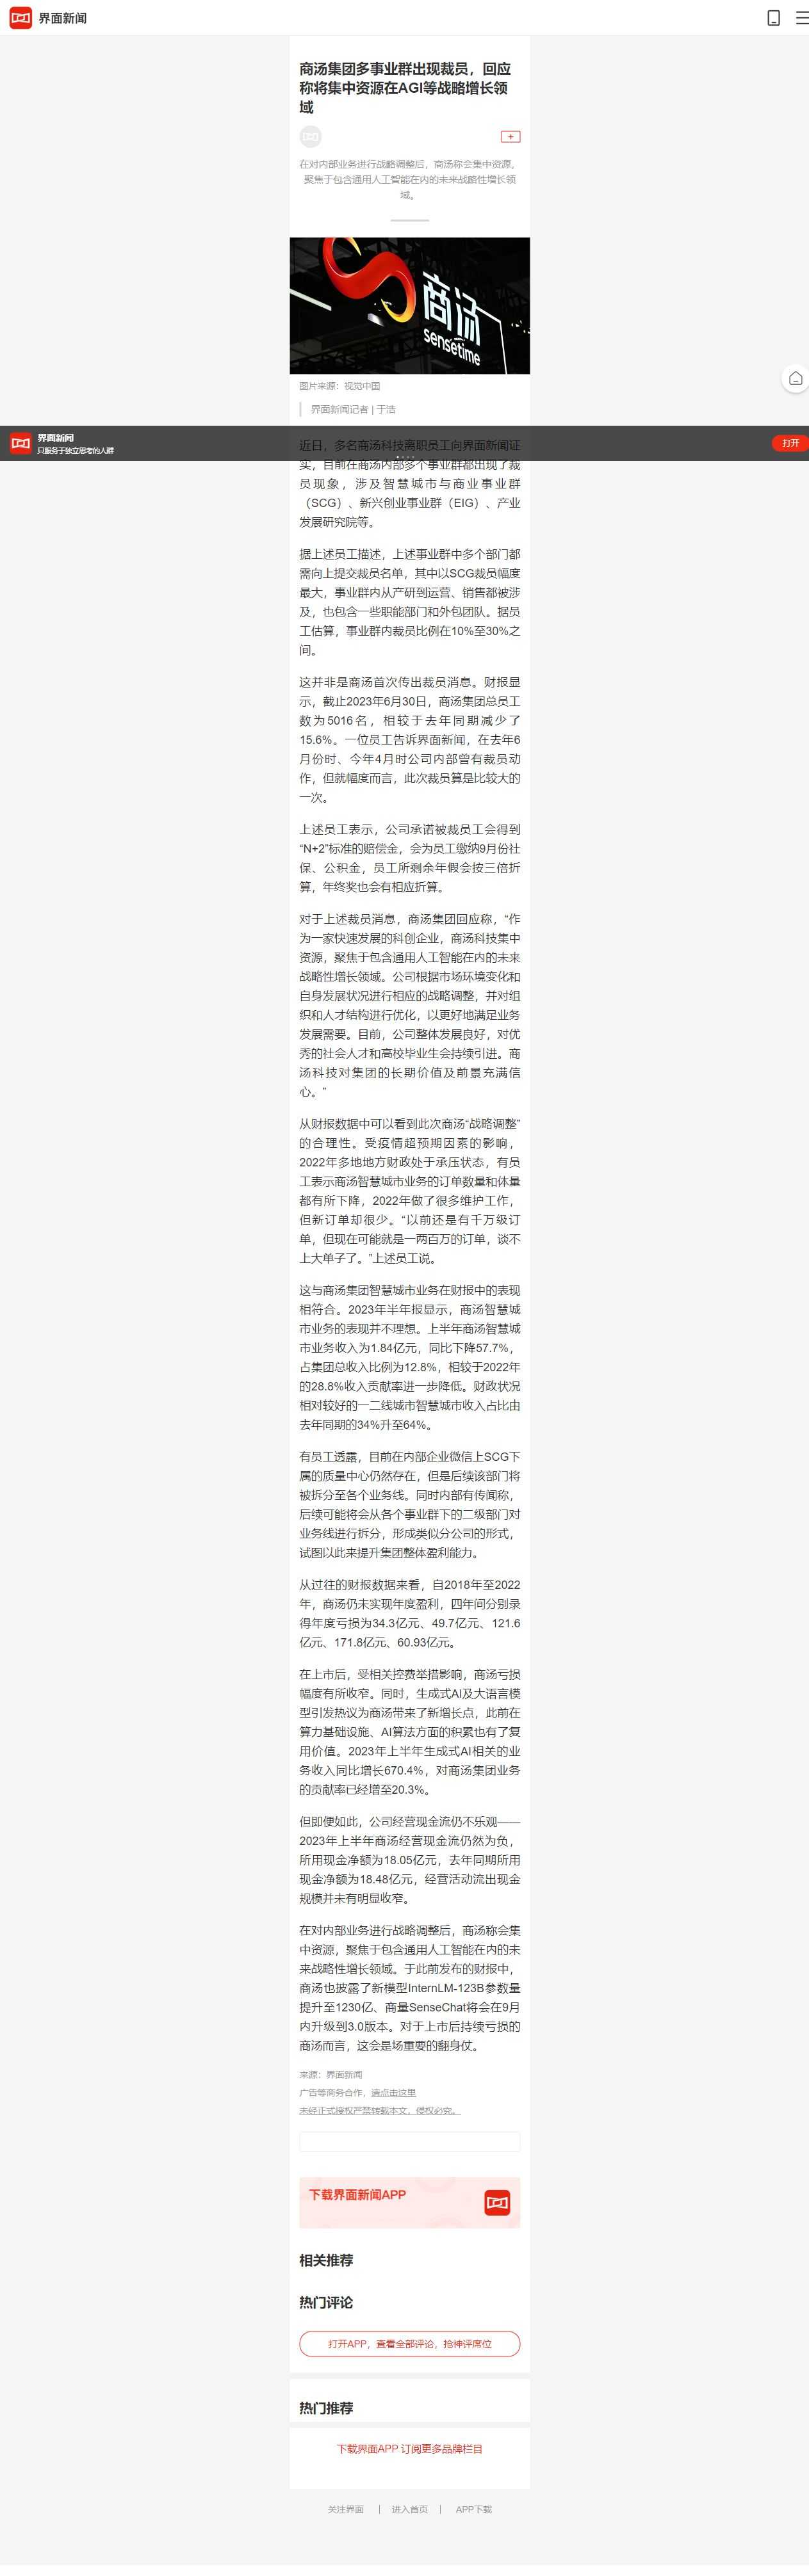 界面新闻
商汤集团多事业群出现裁员，回应
称将集中资源在AGI等战略增长领
域
+
在对内部业务进行战略调整后，商汤称会集中资源，
聚焦于包含通用人工智能在内的未来战略性增长领
域。
商汤
sensetime
图片来源：视觉中国
界面新闻记者 | 于浩
界面新闻
只服务于独立思考的人群
打开
近日，多名商汤科技离职员工向界面新闻证
实，目前在商汤内部多个事业群都出现了裁
员现象，涉及智慧城市与商业事业群
（SCG）、新兴创业事业群（EIG）、产业
发展研究院等。
据上述员工描述，上述事业群中多个部门都
需向上提交裁员名单，其中以SCG裁员幅度
最大，事业群内从产研到运营、销售都被涉
及，也包含一些职能部门和外包团队。据员
工估算，事业群内裁员比例在10%至30%之
间。
这并非是商汤首次传出裁员消息。财报显
示，截止2023年6月30日，商汤集团总员工
数为5016名，相较于去年同期减少了
15.6%。一位员工告诉界面新闻，在去年6
月份时、今年4月时公司内部曾有裁员动
作，但就幅度而言，此次裁员算是比较大的
一次。
上述员工表示，公司承诺被裁员工会得到
“N+2”标准的赔偿金，会为员工缴纳9月份社
保、公积金，员工所剩余年假会按三倍折
算，年终奖也会有相应折算。
对于上述裁员消息，商汤集团回应称，“作
为一家快速发展的科创企业，商汤科技集中
资源，聚焦于包含通用人工智能在内的未来
战略性增长领域。公司根据市场环境变化和
自身发展状况进行相应的战略调整，并对组
织和人才结构进行优化，以更好地满足业务
发展需要。目前，公司整体发展良好，对优
秀的社会人才和高校毕业生会持续引进。商
汤科技对集团的长期价值及前景充满信
心。”
从财报数据中可以看到此次商汤“战略调整”
的合理性。受疫情超预期因素的影响，
2022年多地地方财政处于承压状态，有员
工表示商汤智慧城市业务的订单数量和体量
都有所下降，2022年做了很多维护工作，
但新订单却很少。“以前还是有千万级订
单，但现在可能就是一两百万的订单，谈不
上大单子了。”上述员工说。
这与商汤集团智慧城市业务在财报中的表现
相符合。2023年半年报显示，商汤智慧城
市业务的表现并不理想。上半年商汤智慧城
市业务收入为1.84亿元，同比下降57.7%，
占集团总收入比例为12.8%，相较于2022年
的28.8%收入贡献率进一步降低。财政状况
相对较好的一二线城市智慧城市收入占比由
去年同期的34%升至64%。
有员工透露，目前在内部企业微信上SCG下
属的质量中心仍然存在，但是后续该部门将
被拆分至各个业务线。同时内部有传闻称，
后续可能将会从各个事业群下的二级部门对
业务线进行拆分，形成类似分公司的形式，
试图以此来提升集团整体盈利能力。
从过往的财报数据来看，自2018年至2022
年，商汤仍未实现年度盈利，四年间分别录
得年度亏损为34.3亿元、49.7亿元、121.6
亿元、171.8亿元、60.93亿元。
在上市后，受相关控费举措影响，商汤亏损
幅度有所收窄。同时，生成式AI及大语言模
型引发热议为商汤带来了新增长点，此前在
算力基础设施、AI算法方面的积累也有了复
用价值。2023年上半年生成式AI相关的业
务收入同比增长670.4%，对商汤集团业务
的贡献率已经增至20.3%。
但即便如此，公司经营现金流仍不乐观——
2023年上半年商汤经营现金流仍然为负，
所用现金净额为18.05亿元，去年同期所用
现金净额为18.48亿元，经营活动流出现金
规模并未有明显收窄。
在对内部业务进行战略调整后，商汤称会集
中资源，聚焦于包含通用人工智能在内的未
来战略性增长领域。于此前发布的财报中，
商汤也披露了新模型InternLM-123B参数量
提升至1230亿、商量SenseChat将会在9月
内升级到3.0版本。对于上市后持续亏损的
商汤而言，这会是场重要的翻身仗。
来源：界面新闻
广告等商务合作，请点击这里
未经正式授权严禁转载本文，侵权必究。
下载界面新闻APP
相关推荐
热门评论
打开APP，查看全部评论，抢神评席位
热门推荐
下载界面APP 订阅更多品牌栏目
关注界面 | 进入首页 | APP下载